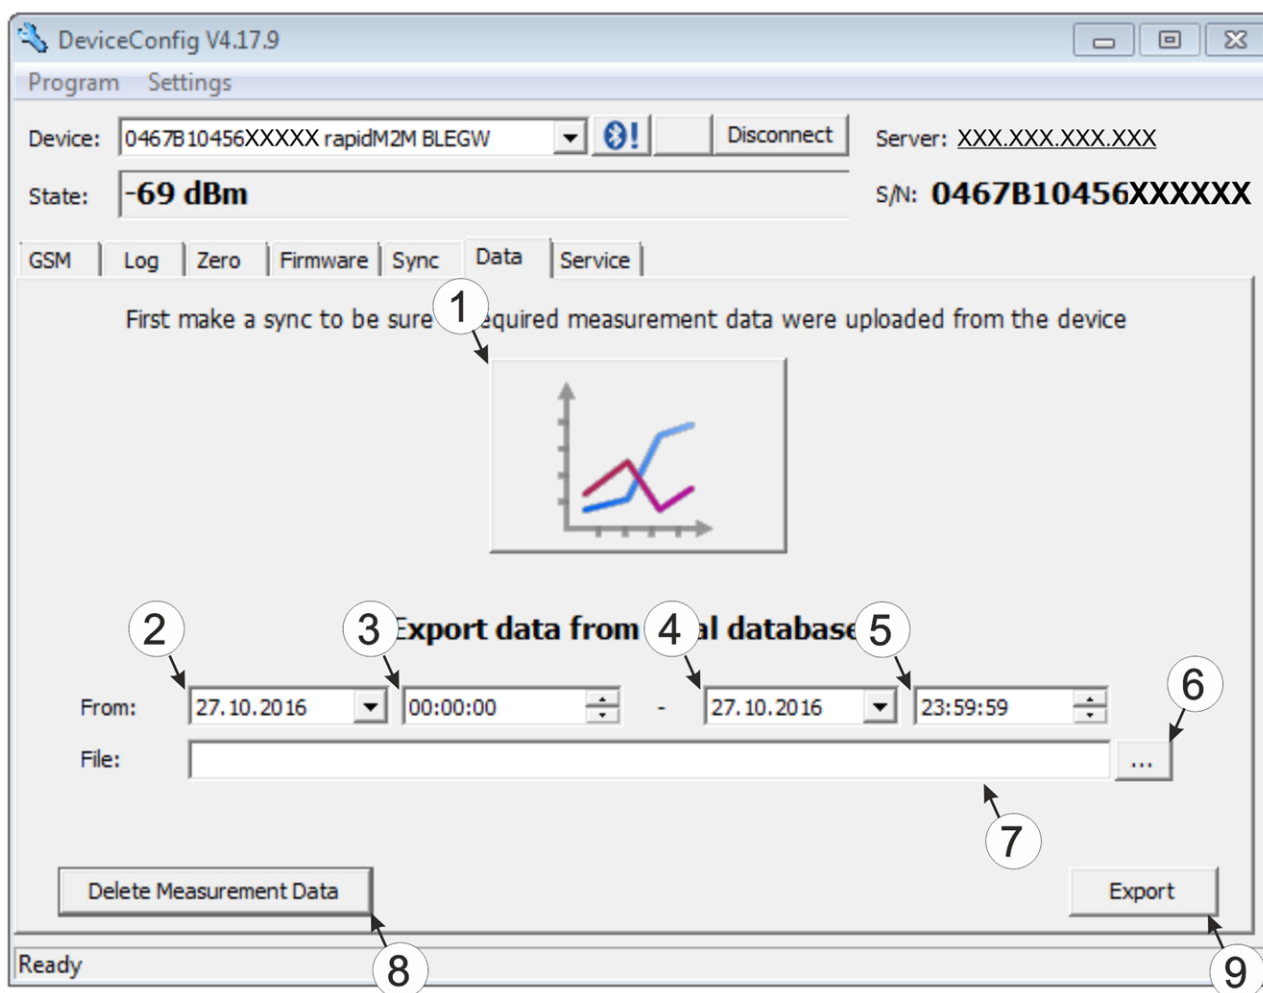 DeviceConfig V4.17.9
Program Settings
Device: 0467B10456XXXXX rapidM2M BLEGW Disconnect Server: XXX.XXX.XXX.XXX
State: -69 dBm S/N: 0467B10456XXXXXX
GSM Log Zero Firmware Sync Data Service
1
First make a sync to be sure required measurement data were uploaded from the device
2 3 4 5
Export data from database
6
From: 27.10.2016 00:00:00 - 27.10.2016 23:59:59
File: ...
7
Delete Measurement Data Export
Ready
8 9